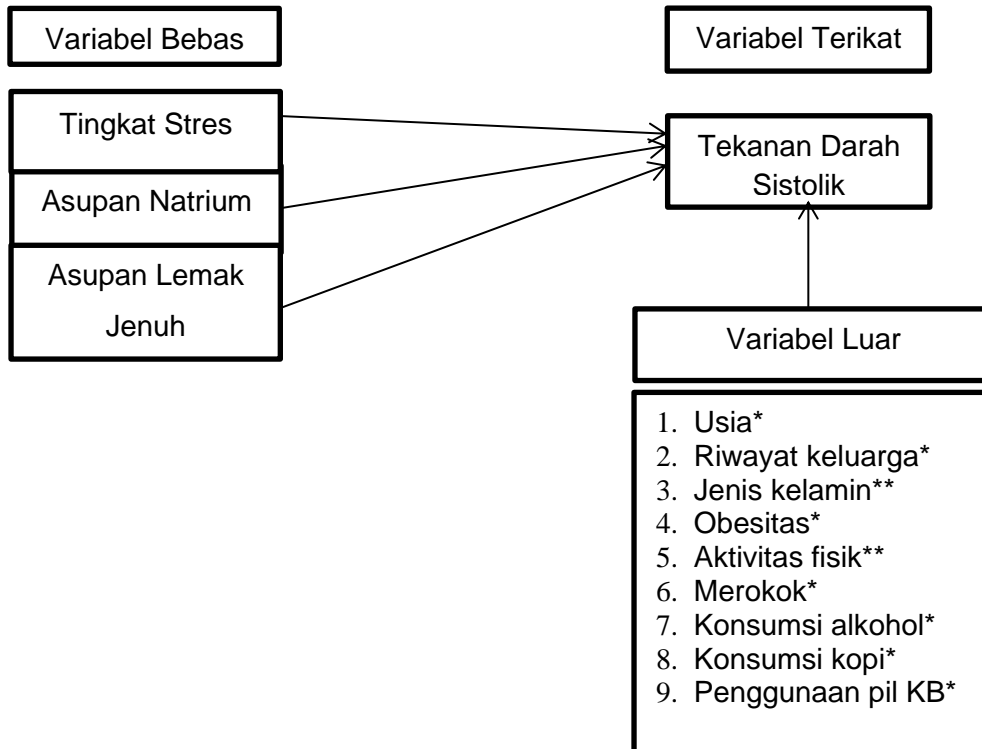 Variabel Bebas
Variabel Terikat
Tingkat Stres
Asupan Natrium
Asupan Lemak
Jenuh
Tekanan Darah
Sistolik
Variabel Luar
1. Usia*
2. Riwayat keluarga*
3. Jenis kelamin**
4. Obesitas*
5. Aktivitas fisik**
6. Merokok*
7. Konsumsi alkohol*
8. Konsumsi kopi*
9. Penggunaan pil KB*